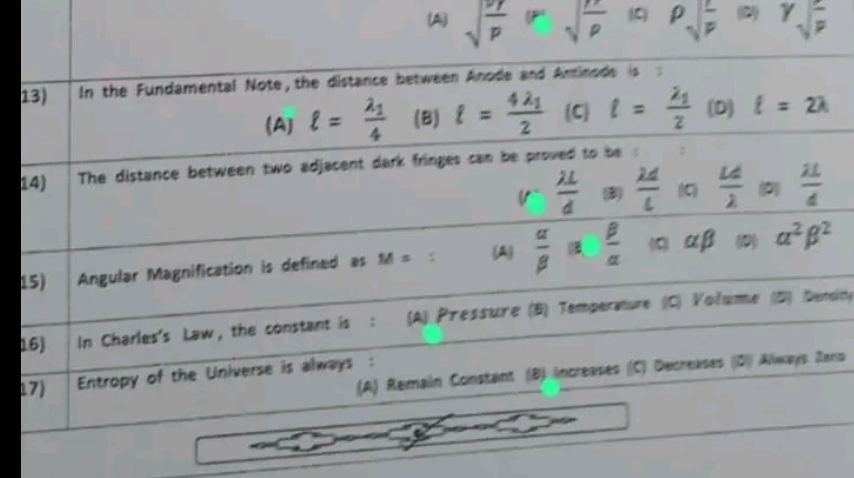 (A) (C) ρ (D) γ
13) In the Fundamental Note, the distance between Anode and Antinode is :
(A) ℓ = λ₁/4 (B) ℓ = 4λ₁/2 (C) ℓ = λ₁/2 (D) ℓ = 2λ
14) The distance between two adjacent dark fringes can be proved to be :
λL/d (B) λd/L (C) Ld/λ (D) λL/d
15) Angular Magnification is defined as M = : (A) α/β (B β/α (C) αβ (D) α²β²
16) In Charles's Law, the constant is : (A) Pressure (B) Temperature (C) Volume (D) Density
17) Entropy of the Universe is always :
(A) Remain Constant (B) Increases (C) Decreases (D) Always Zero